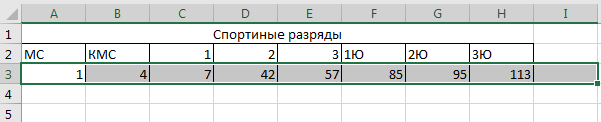 A B C D E F G H I
1 Спортиные разряды
2 МС КМС 1 2 3 1Ю 2Ю 3Ю
3 1 4 7 42 57 85 95 113
4
5